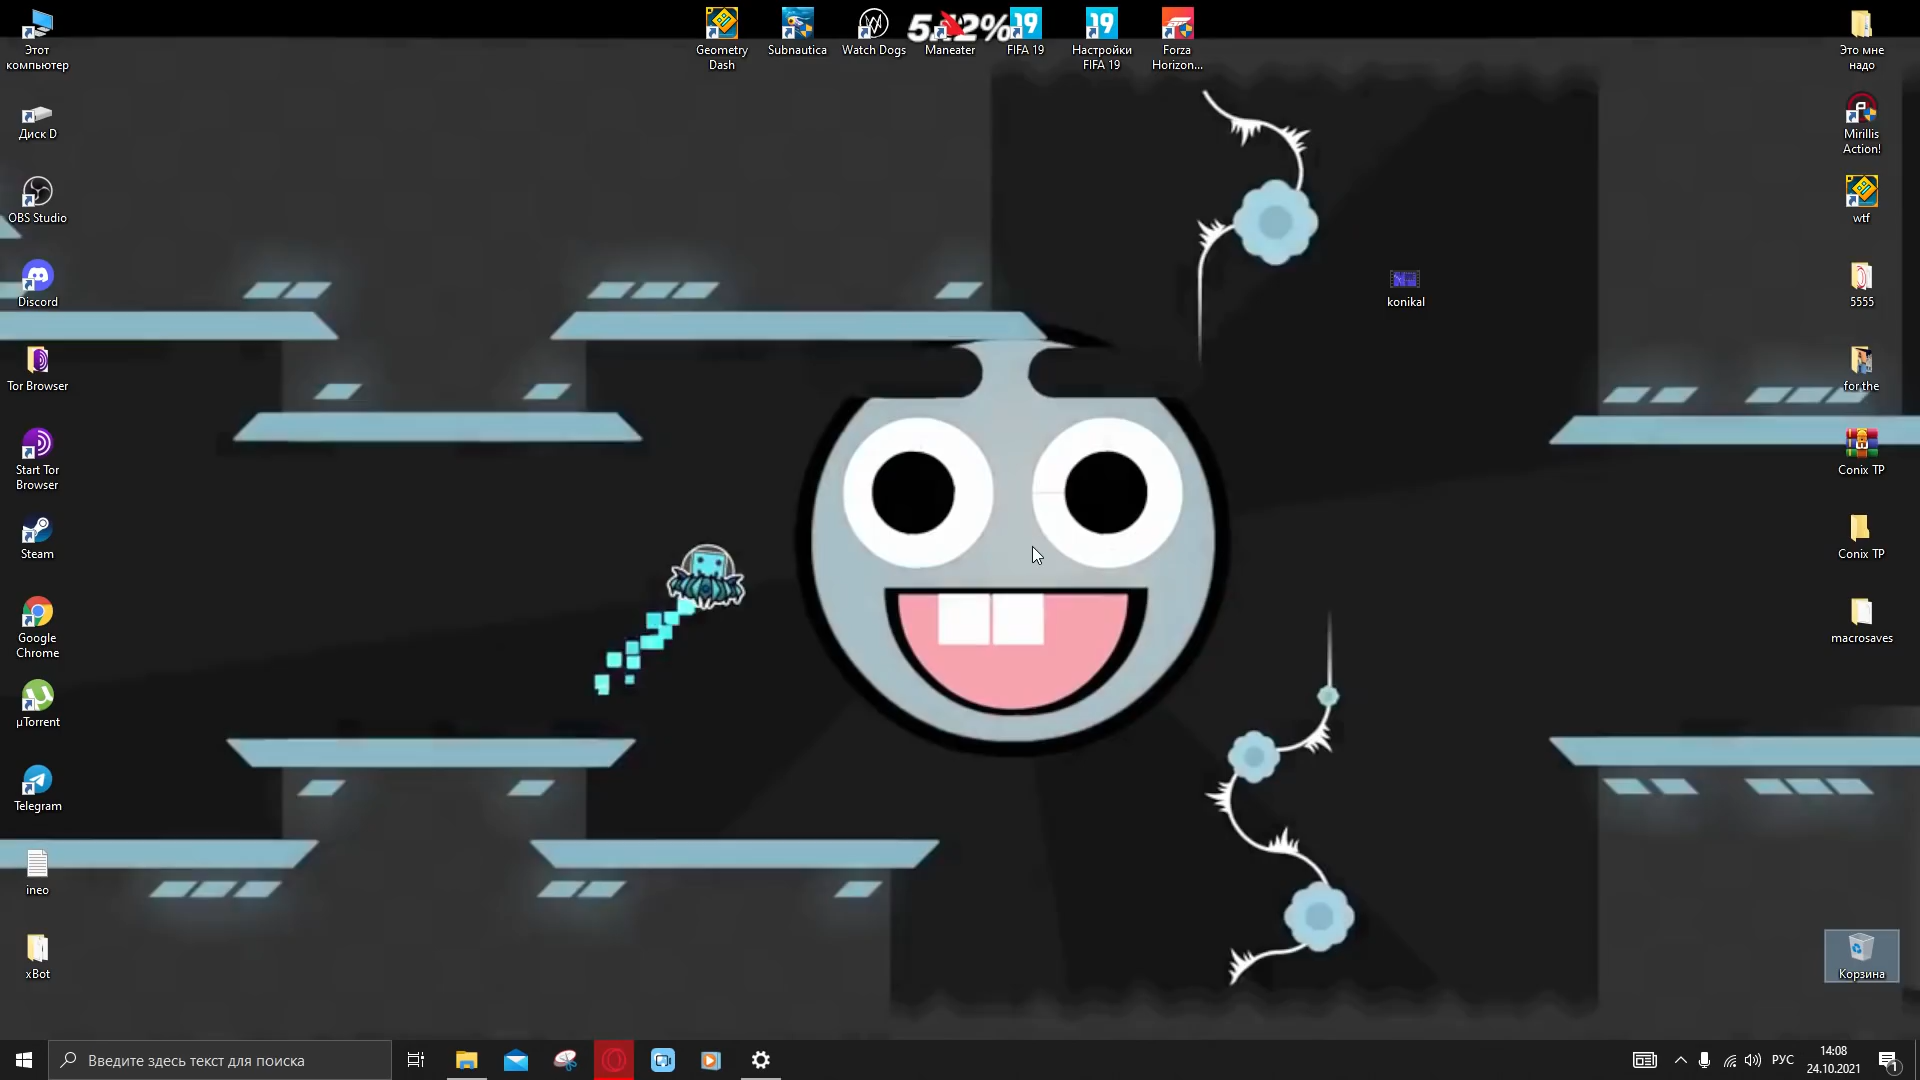 5.12%
Этот
компьютер
Geometry
Dash
Subnautica
Watch Dogs
Maneater
FIFA 19
Настройки
FIFA 19
Forza
Horizon...
Это мне
надо
Диск D
Mirillis
Action!
OBS Studio
wtf
Discord
konikal
5555
Tor Browser
for the
Start Tor
Browser
Conix TP
Steam
Conix TP
Google
Chrome
macrosaves
µTorrent
Telegram
ineo
xBot
Корзина
Введите здесь текст для поиска
РУС
14:08
24.10.2021
1